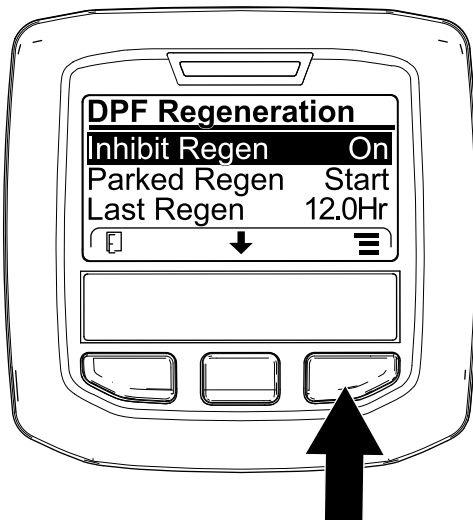 DPF Regeneration
Inhibit Regen On
Parked Regen Start
Last Regen 12.0Hr